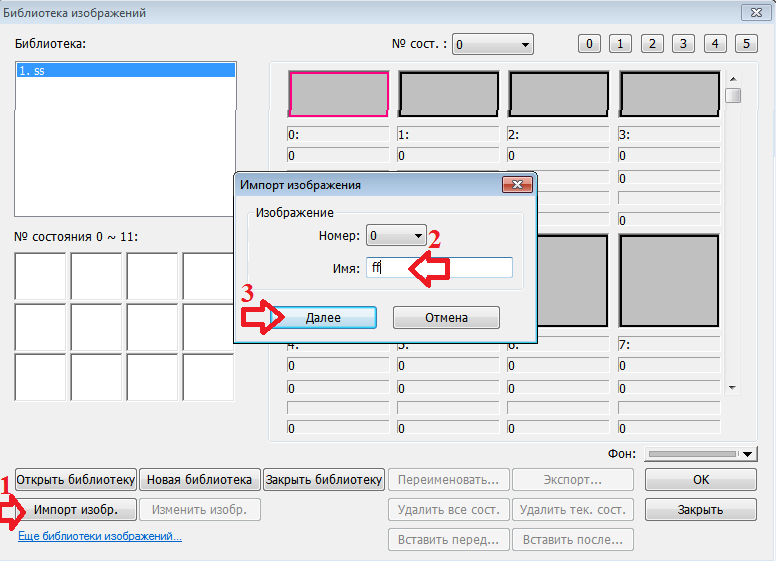 Библиотека изображений
Библиотека:
№ сост. : 0
0 1 2 3 4 5
1. ss
0: 1: 2: 3:
0 0 0 0
0
0
Импорт изображения
Изображение
Номер: 0
2
Имя: ff
3
Далее Отмена
№ состояния 0 ~ 11:
4: 5: 6: 7:
0 0 0 0
0 0 0 0
0 0 0 0
Фон:
1
Открыть библиотеку Новая библиотека Закрыть библиотеку Переименовать... Экспорт... OK
Импорт изобр. Изменить изобр. Удалить все сост. Удалить тек. сост. Закрыть
Еще библиотеки изображений... Вставить перед... Вставить после...